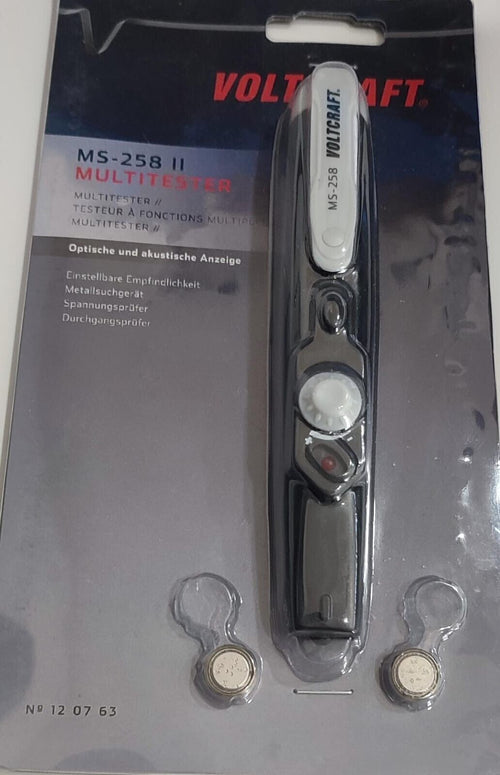 VOLTCRAFT®
MS-258 VOLTCRAFT.
MS-258 II
MULTITESTER
MULTITESTER //
TESTEUR À FONCTIONS
MULTITESTER //
Optische und akustische Anzeige
Einstellbare Empfindlichkeit
Metallsuchgerät
Spannungsprüfer
Durchgangsprüfer
Nº 12 07 63